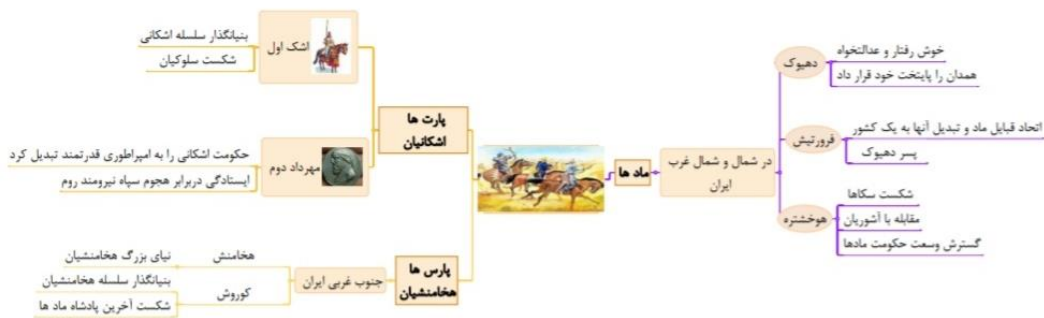 ماد ها
در شمال و شمال غرب
ایران
دهیوک
خوش رفتار و عدالتخواه
همدان را پایتخت خود قرار داد
فرورتیش
اتحاد قبایل ماد و تبدیل آنها به یک کشور
پسر دهیوک
هوخشتره
شکست سکاها
مقابله با آشوریان
گسترش وسعت حکومت مادها
پارت ها
اشکانیان
اشک اول
بنیانگذار سلسله اشکانی
شکست سلوکیان
مهرداد دوم
حکومت اشکانی را به امپراطوری قدرتمند تبدیل کرد
ایستادگی دربرابر هجوم سپاه نیرومند روم
پارس ها
هخامنشیان
جنوب غربی ایران
هخامنش
نیای بزرگ هخامنشیان
کوروش
بنیانگذار سلسله هخامنشیان
شکست آخرین پادشاه ماد ها